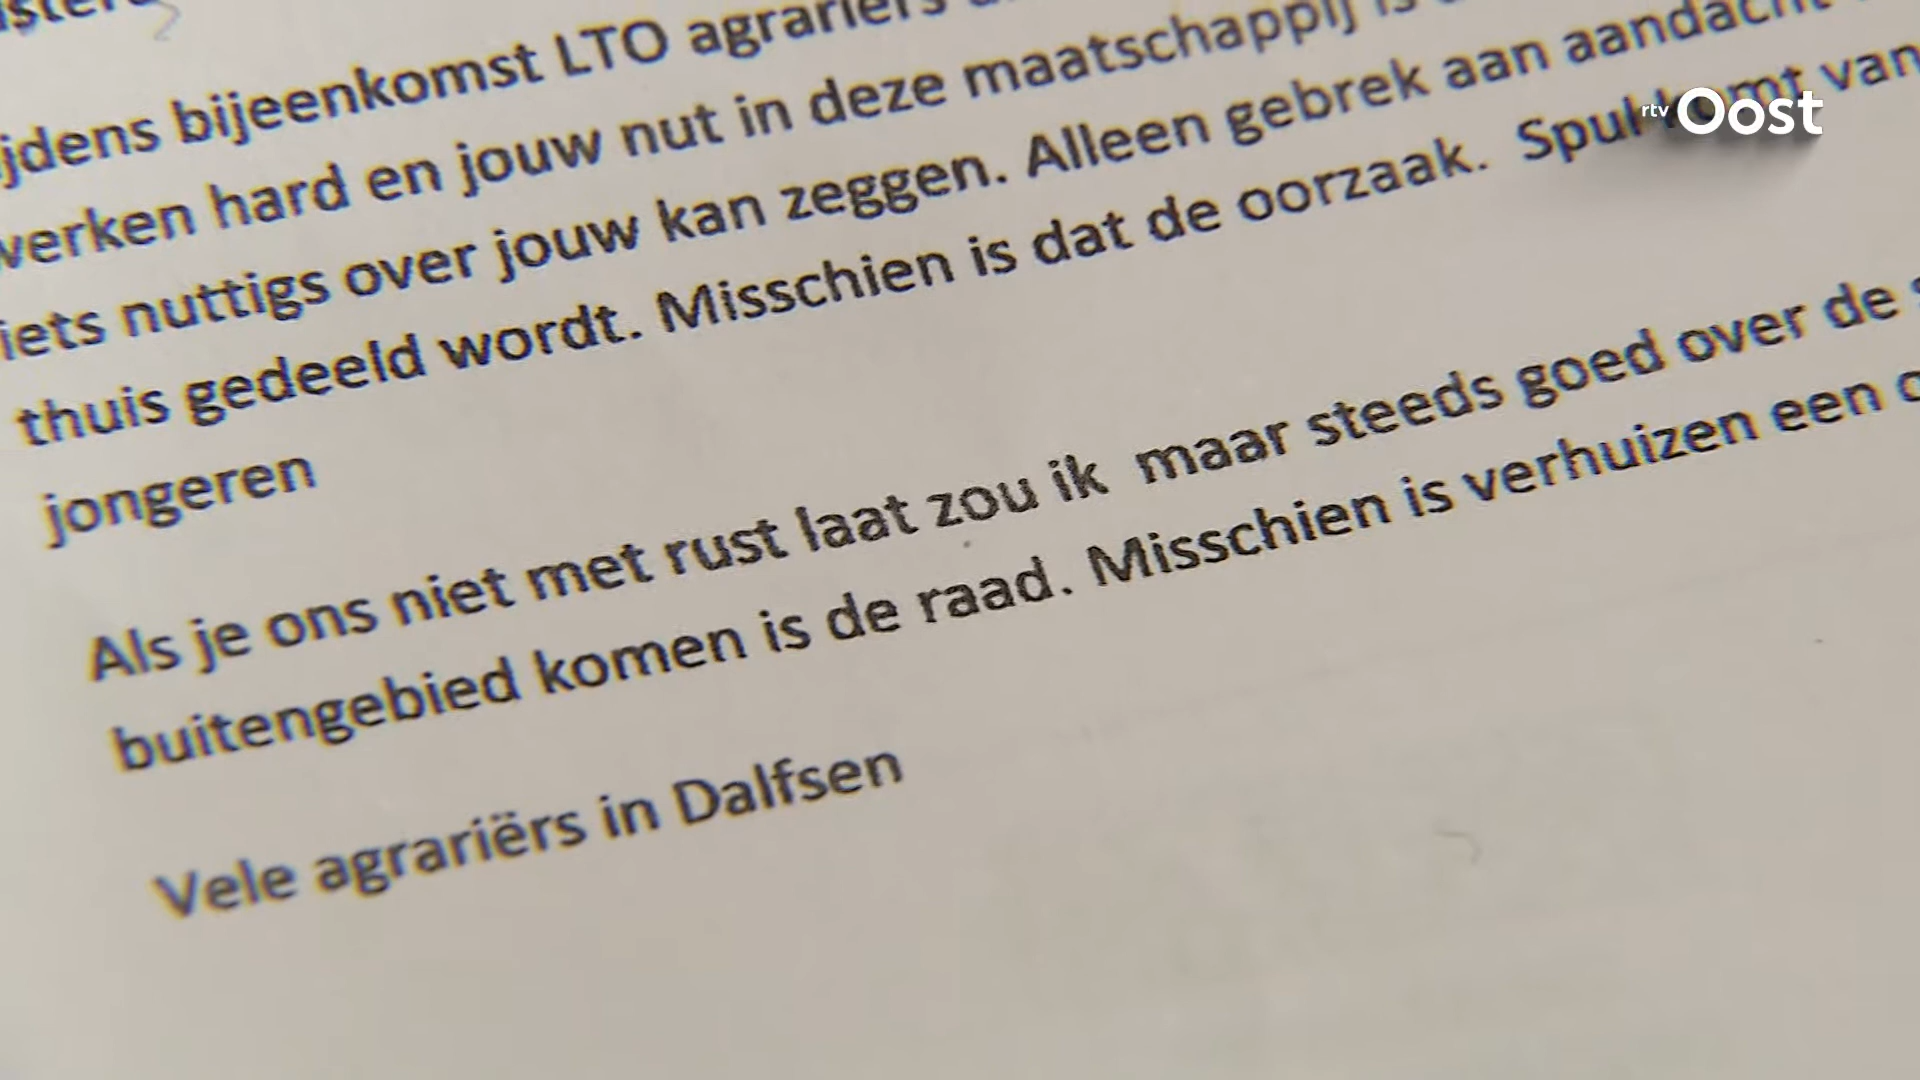 ijdens bijeenkomst LTO agrariërs
werken hard en jouw nut in deze maatschappij is
iets nuttigs over jouw kan zeggen. Alleen gebrek aan aandacht
thuis gedeeld wordt. Misschien is dat de oorzaak. Spul komt van
jongeren
Als je ons niet met rust laat zou ik maar steeds goed over de
buitengebied komen is de raad. Misschien is verhuizen een
Vele agrariërs in Dalfsen
rtv Oost